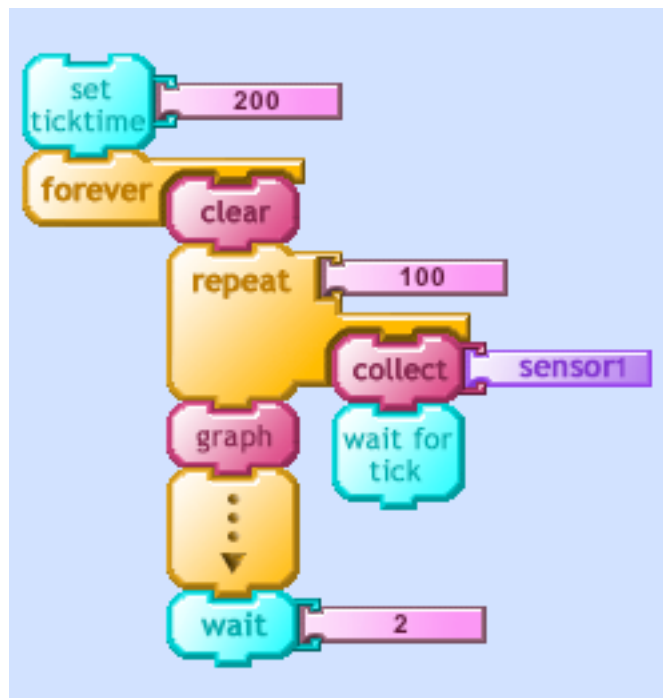 set
ticktime
200
forever
clear
repeat
100
collect
sensor1
graph
wait for
tick
wait
2